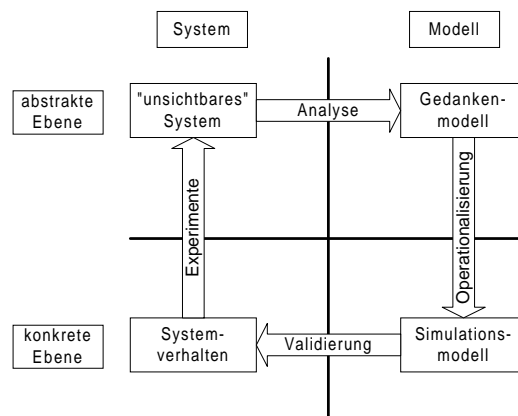 System
Modell
abstrakte
Ebene
"unsichtbares"
System
Analyse
Gedanken-
modell
Experimente
Operationalisierung
konkrete
Ebene
System-
verhalten
Validierung
Simulations-
modell